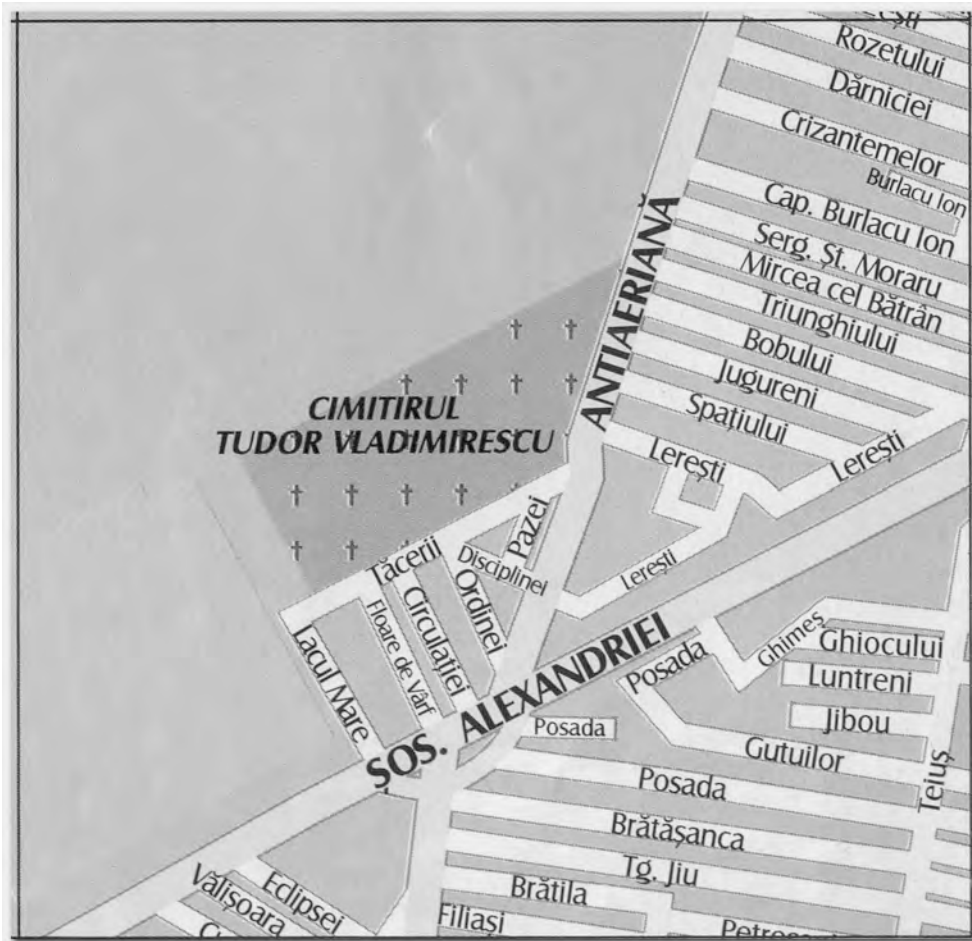 Rozetului
Dărniciei
Crizantemelor
Burlacu Ion
Cap. Burlacu Ion
Serg. Șt. Moraru
Mircea cel Bătrân
Triunghiului
Bobului
Jugureni
Spațiului
Lerești
Lerești
Lerești
ANTIAERIANĂ
CIMITIRUL
TUDOR VLADIMIRESCU
Pazei
Disciplinei
Tăcerii
Ordinei
Circulației
Floare de Vârf
Lacul Mare
ȘOS. ALEXANDRIEI
Ghimeș
Ghioculului
Luntreni
Jibou
Posada
Posada
Gutuilor
Teiuș
Posada
Brătășanca
Tg. Jiu
Brătila
Filiași
Eclipsei
Vălișoara